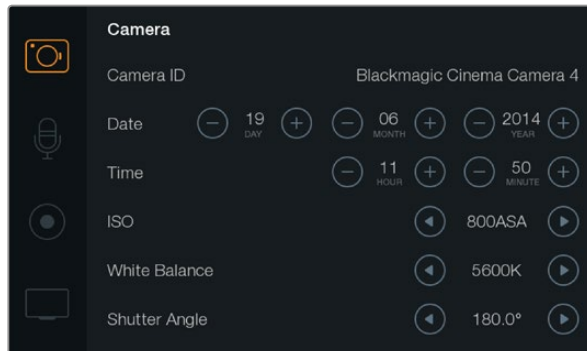 Camera
Camera ID Blackmagic Cinema Camera 4
Date 19 DAY 06 MONTH 2014 YEAR
Time 11 HOUR 50 MINUTE
ISO 800ASA
White Balance 5600K
Shutter Angle 180.0°